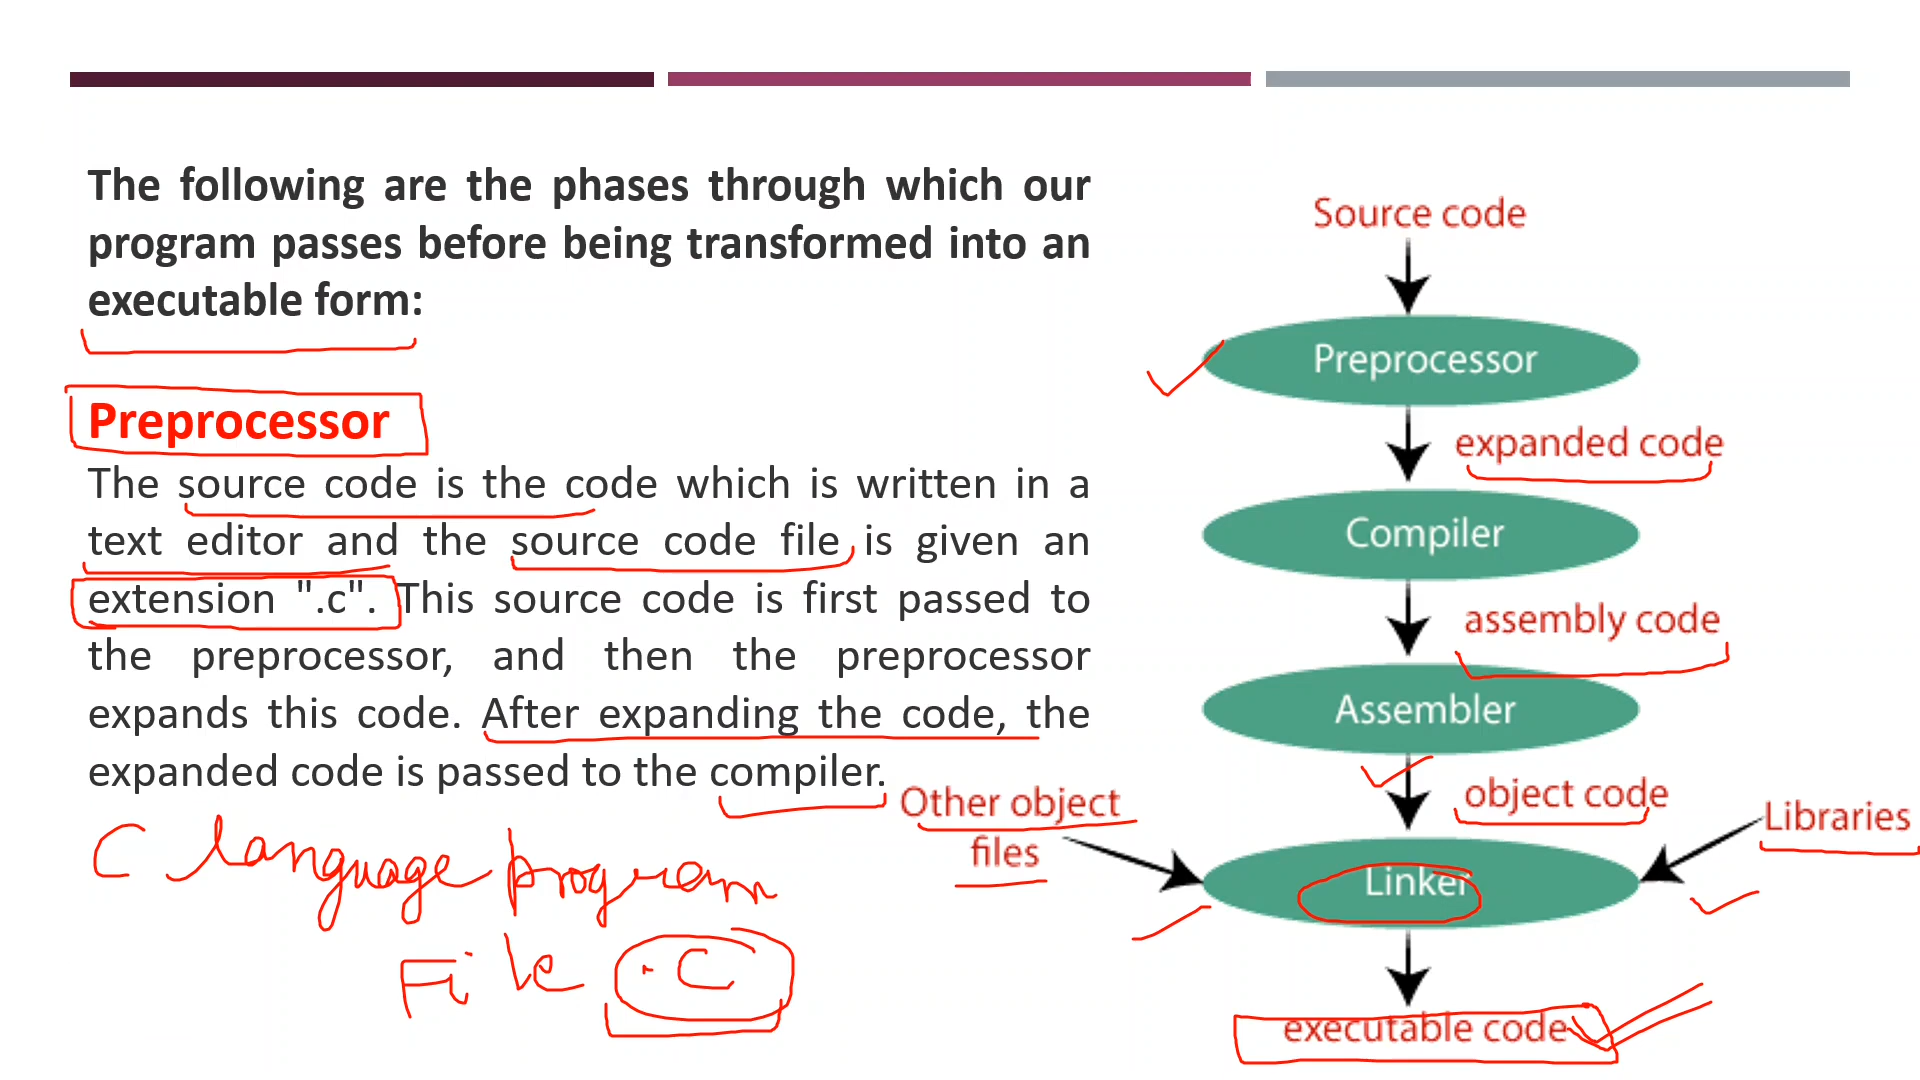 The following are the phases through which our
program passes before being transformed into an
executable form:
Preprocessor
The source code is the code which is written in a
text editor and the source code file is given an
extension ".c". This source code is first passed to
the preprocessor, and then the preprocessor
expands this code. After expanding the code, the
expanded code is passed to the compiler.
C language program
File .C
Source code
Preprocessor
expanded code
Compiler
assembly code
Assembler
object code
Other object
files
Libraries
Linker
executable code